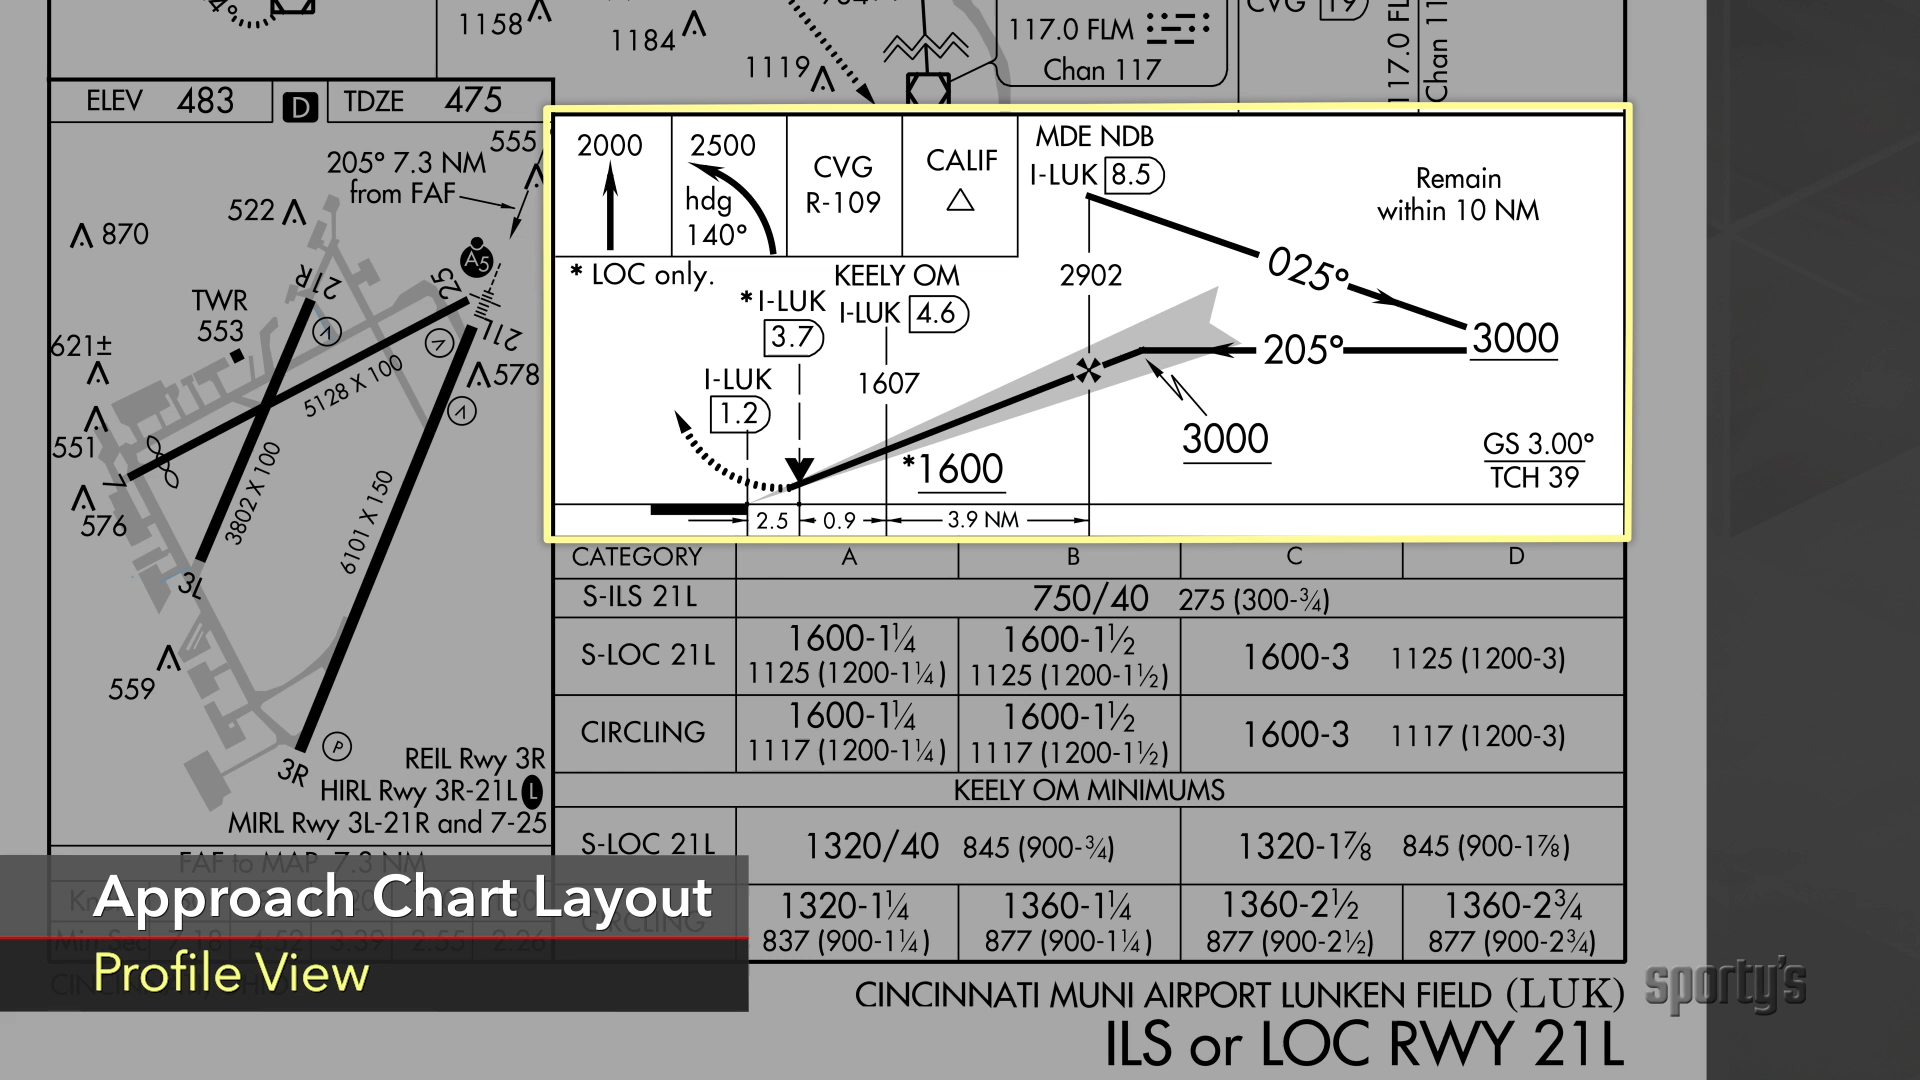 1158
1184
1119
117.0 FLM
Chan 117
CVG 19
117.0 FL
Chan 11
ELEV 483
D
TDZE 475
555
205° 7.3 NM
from FAF
522
870
A5
21R
25
TWR
553
21L
621±
578
5128 X 100
V
V
V
551
7
576
3802 X 100
6101 X 150
3L
559
P
3R
REIL Rwy 3R
HIRL Rwy 3R-21L L
MIRL Rwy 3L-21R and 7-25
FAF to MAP 7.3 NM
2000
2500
hdg
140°
CVG
R-109
CALIF
MDE NDB
I-LUK 8.5
Remain
within 10 NM
* LOC only.
KEELY OM
* I-LUK
3.7
I-LUK 4.6
2902
025°
3000
205°
I-LUK
1.2
1607
3000
*1600
GS 3.00°
TCH 39
2.5
0.9
3.9 NM
CATEGORY A B C D
S-ILS 21L 750/40 275 (300-¾)
S-LOC 21L 1600-1¼ 1600-1½ 1600-3 1125 (1200-3)
1125 (1200-1¼) 1125 (1200-1½)
CIRCLING 1600-1¼ 1600-1½ 1600-3 1117 (1200-3)
1117 (1200-1¼) 1117 (1200-1½)
KEELY OM MINIMUMS
S-LOC 21L 1320/40 845 (900-¾) 1320-1⅞ 845 (900-1⅞)
CIRCLING 1320-1¼ 1360-1¼ 1360-2½ 1360-2¾
837 (900-1¼) 877 (900-1¼) 877 (900-2½) 877 (900-2¾)
Approach Chart Layout
Profile View
CINCINNATI MUNI AIRPORT LUNKEN FIELD (LUK)
ILS or LOC RWY 21L
sporty's